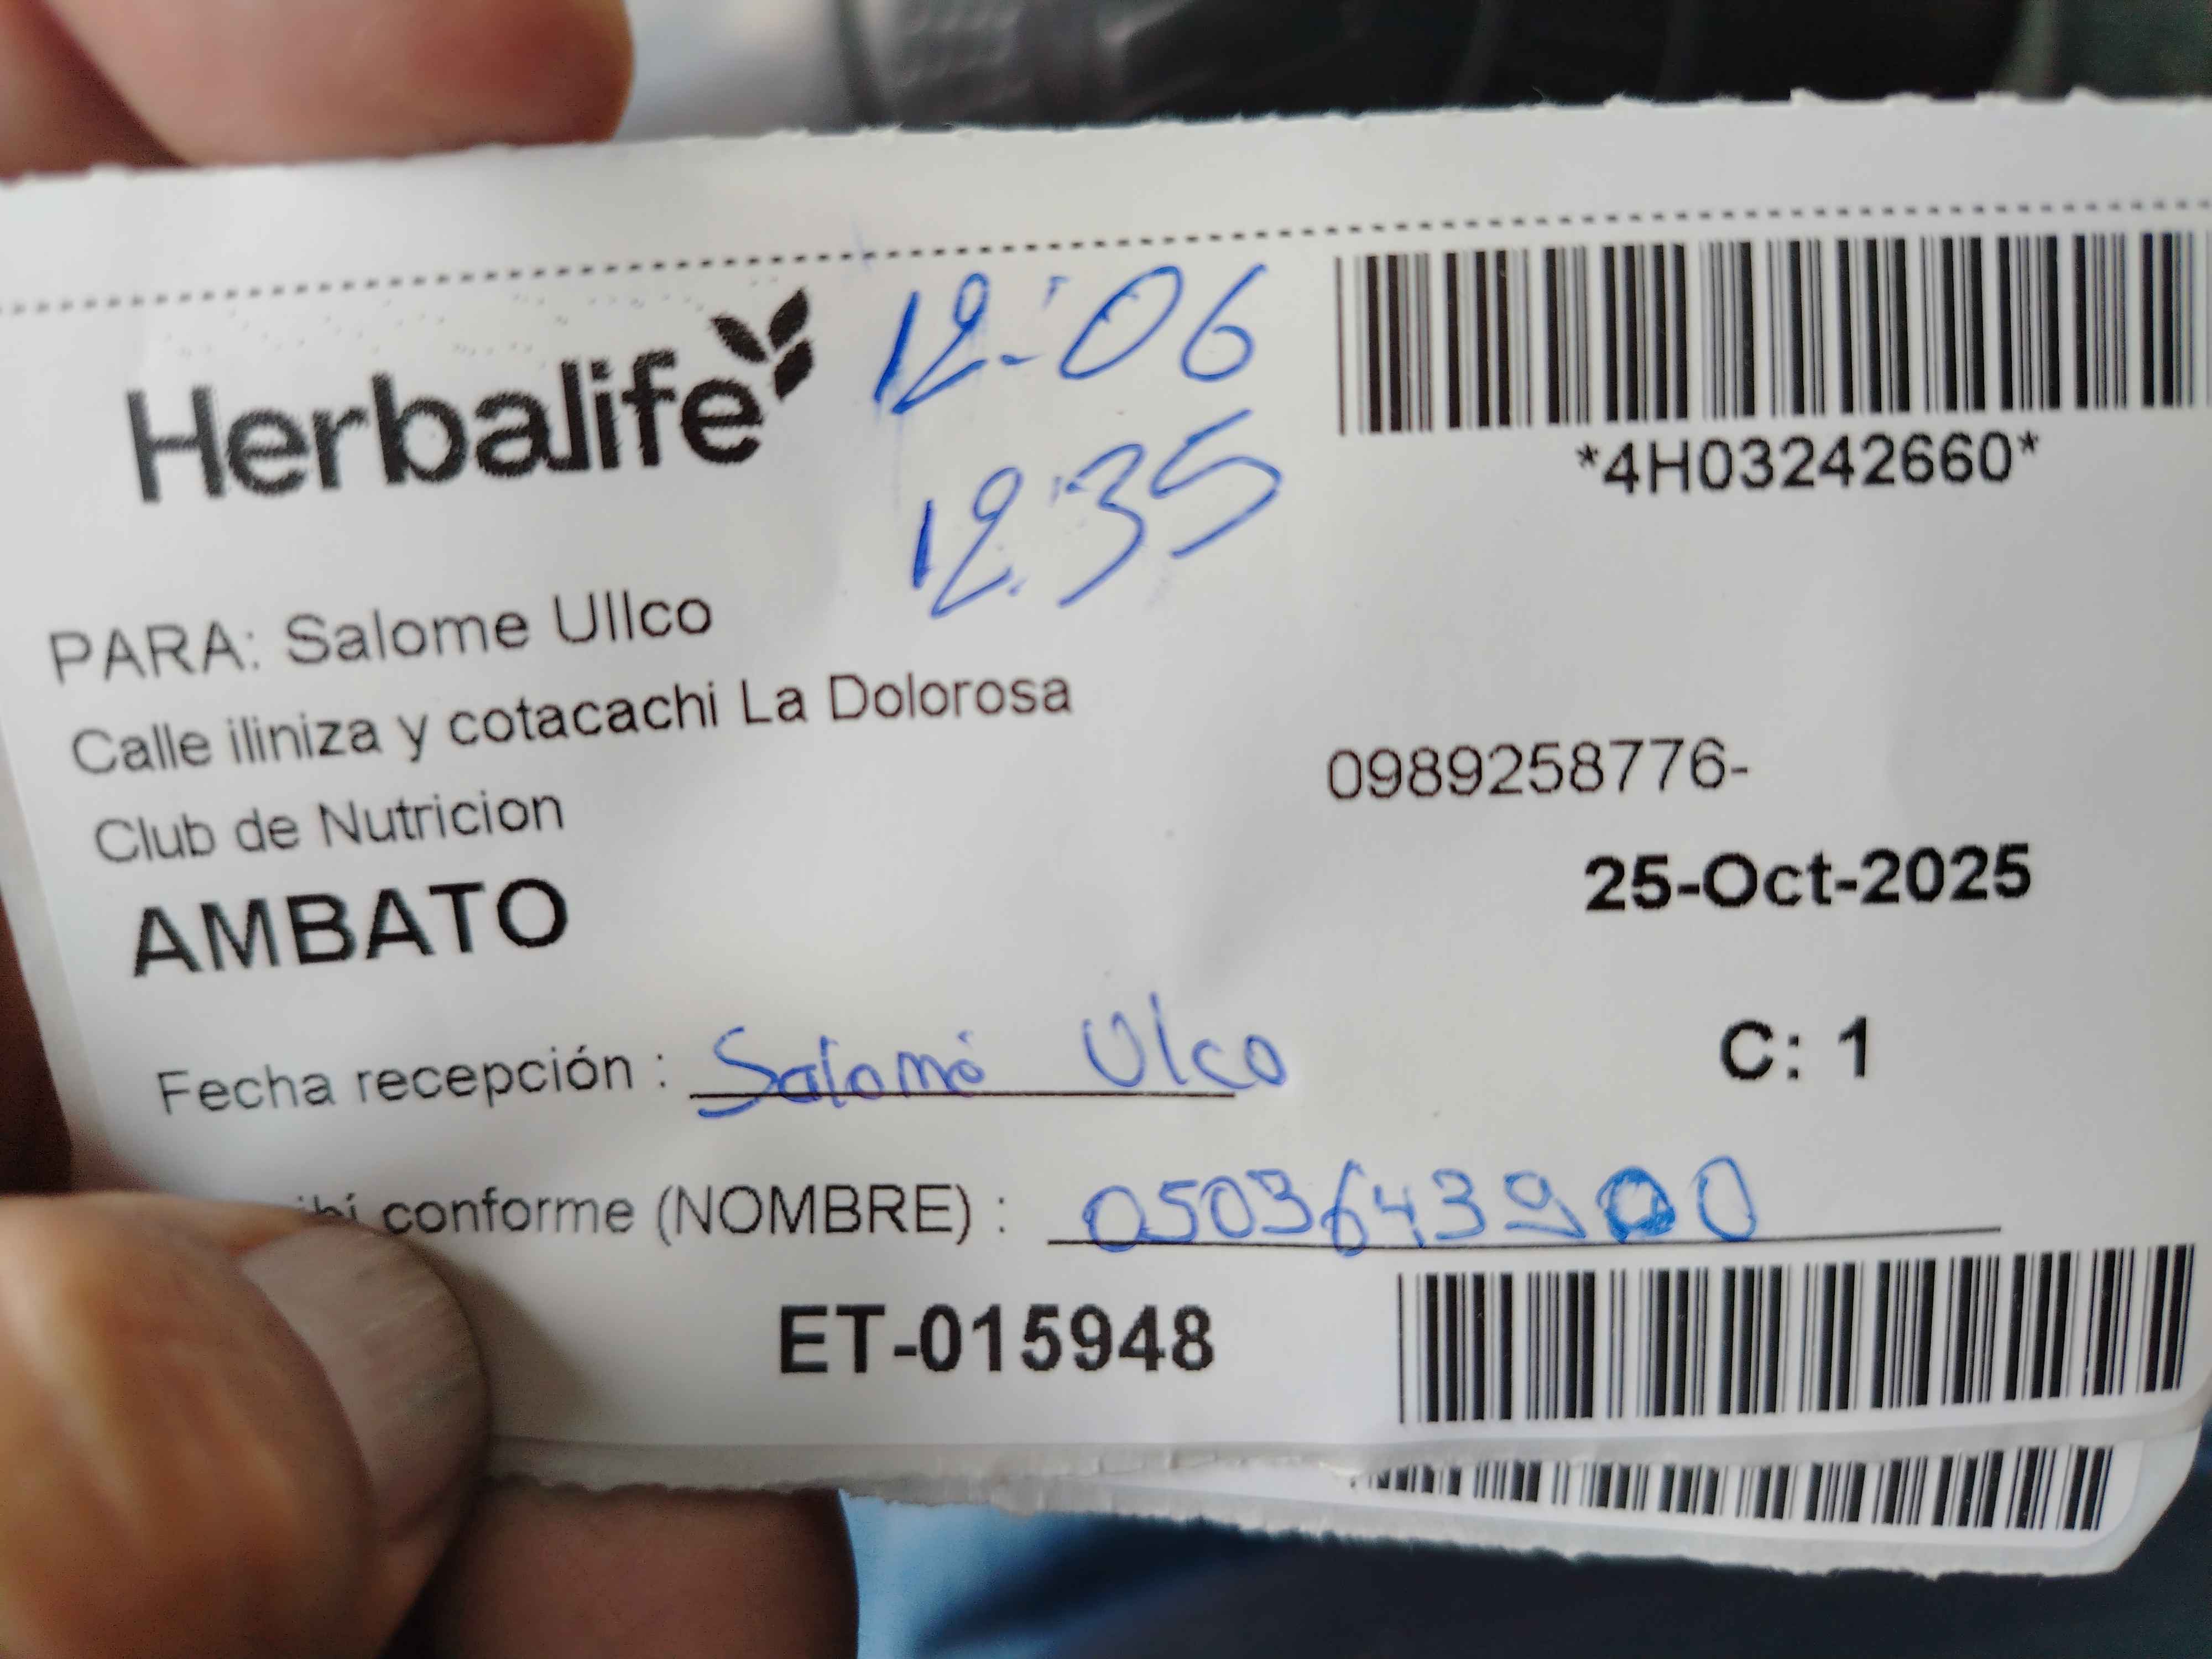 Herbalife
12:06
12:35
*4H03242660*
PARA: Salome Ullco
Calle iliniza y cotacachi La Dolorosa
0989258776-
Club de Nutricion
25-Oct-2025
AMBATO
C: 1
Fecha recepción : Salomé Ulco
conforme (NOMBRE) :
ET-015948